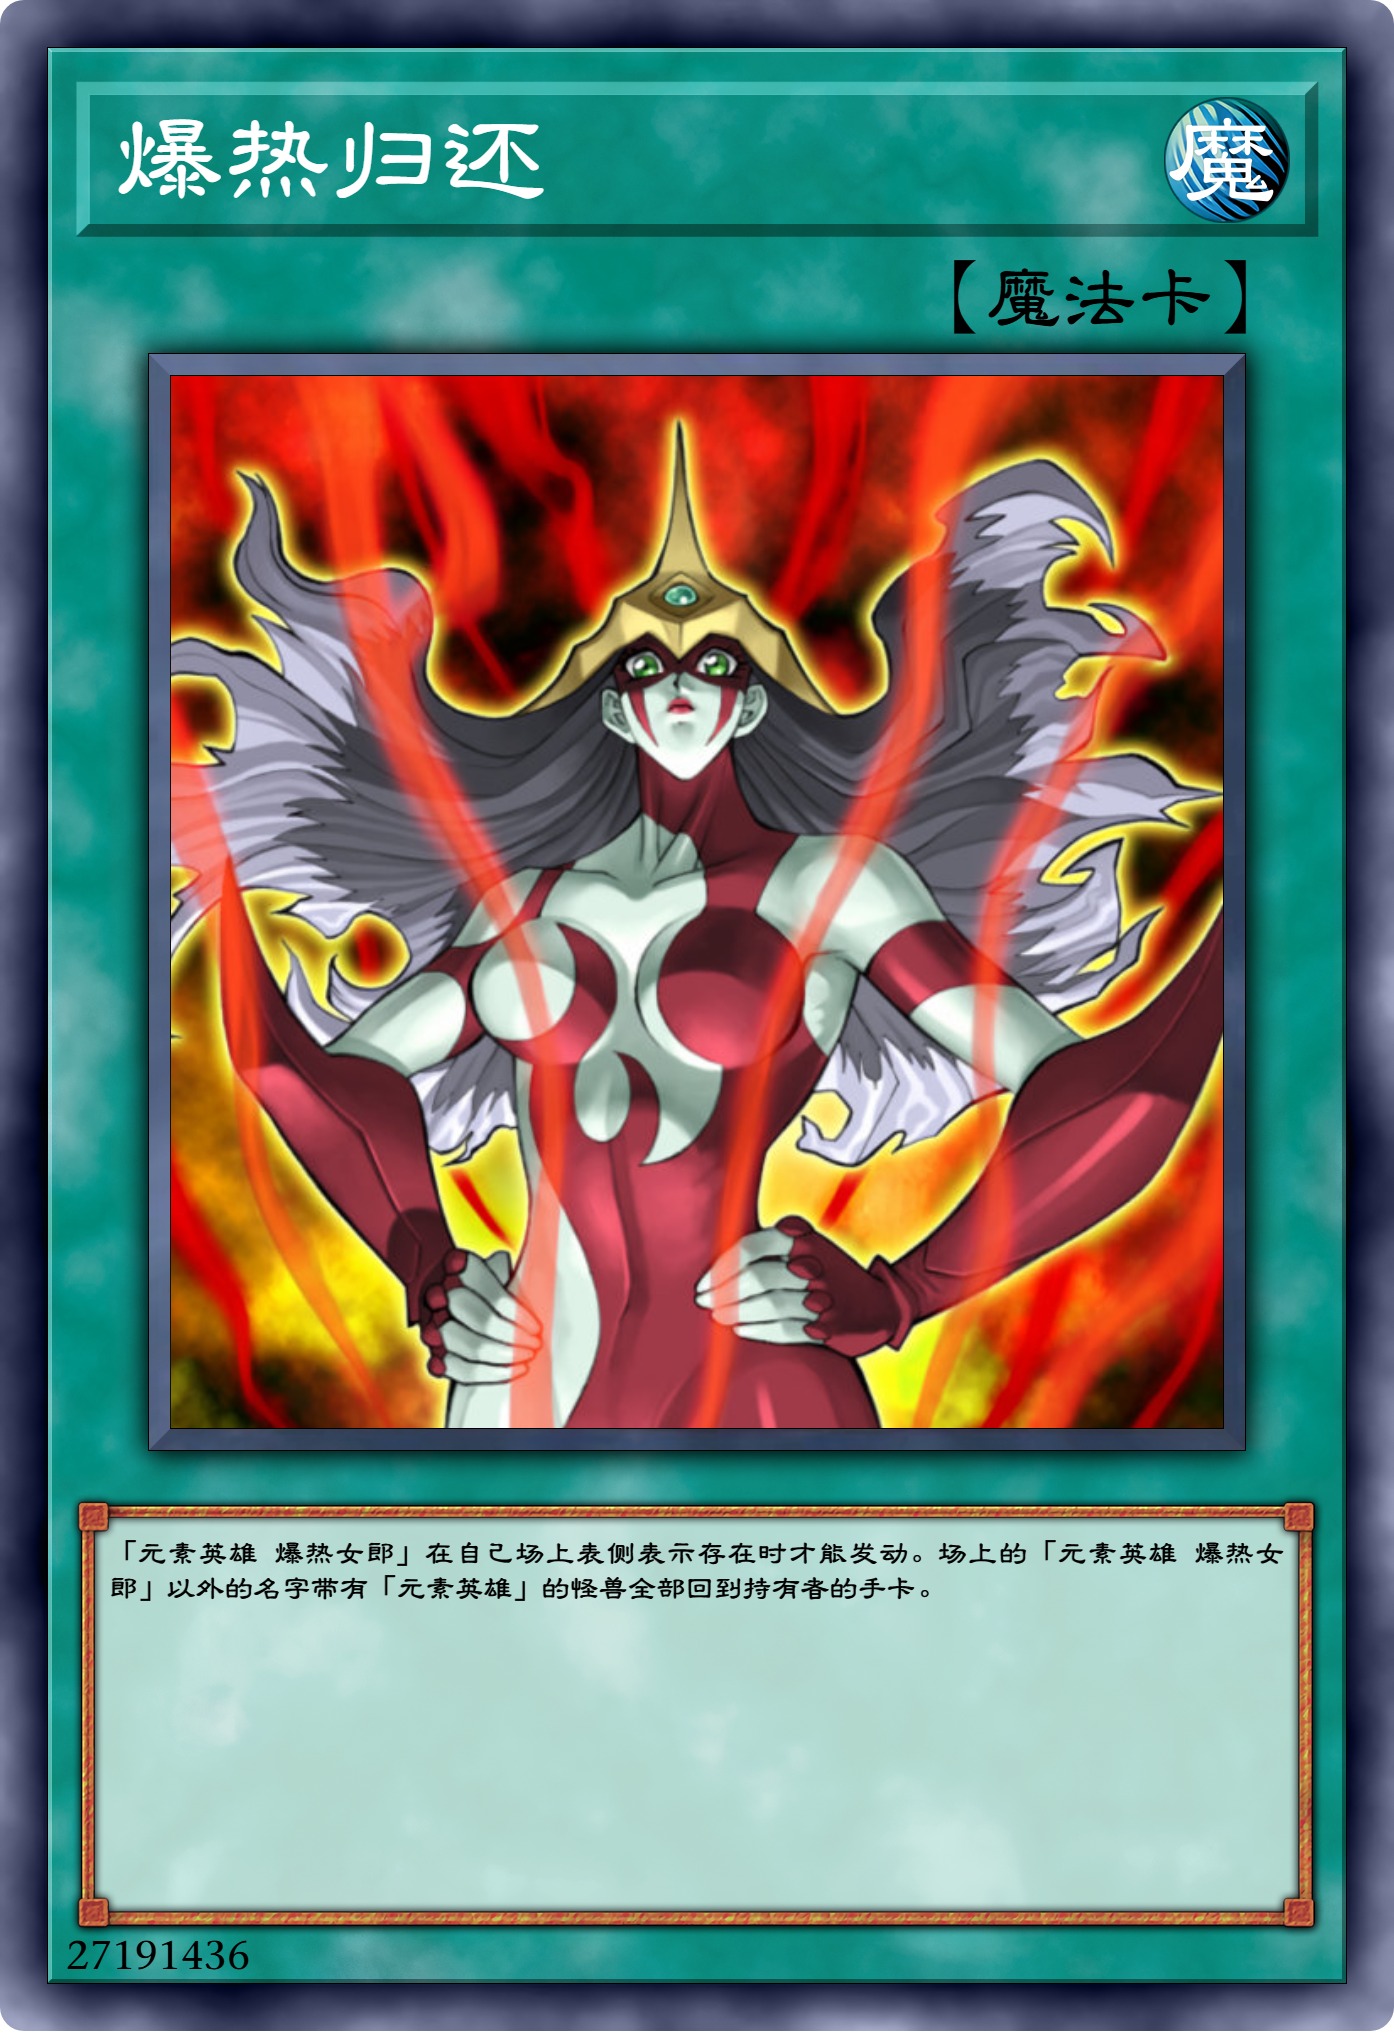 爆热归还
魔
【魔法卡】
「元素英雄 爆热女郎」在自己场上表侧表示存在时才能发动。场上的「元素英雄 爆热女
郎」以外的名字带有「元素英雄」的怪兽全部回到持有者的手卡。
27191436